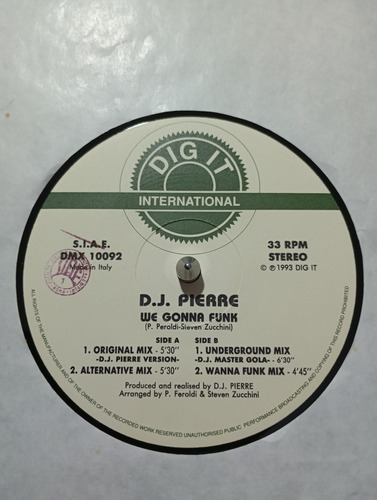 DIG IT
INTERNATIONAL
S.I.A.E.
DMX 10092
Made in Italy
33 RPM
STEREO
© ℗ 1993 DIG IT
D.J. PIERRE
WE GONNA FUNK
(P. Peroldi-Sieven Zucchini)
SIDE A
1. ORIGINAL MIX - 5'30"
-D.J. PIERRE VERSION-
2. ALTERNATIVE MIX - 5'30"
SIDE B
1. UNDERGROUND MIX
-D.J. MASTER GOLA- - 6'30"
2. WANNA FUNK MIX - 4'45"
Produced and realised by D.J. PIERRE
Arranged by P. Feroldi & Steven Zucchini
ALL RIGHTS OF THE MANUFACTURER AND OF THE OWNER OF THE RECORDED WORK RESERVED UNAUTHORISED PUBLIC PERFORMANCE BROADCASTING AND COPYING OF THIS RECORD PROHIBITED